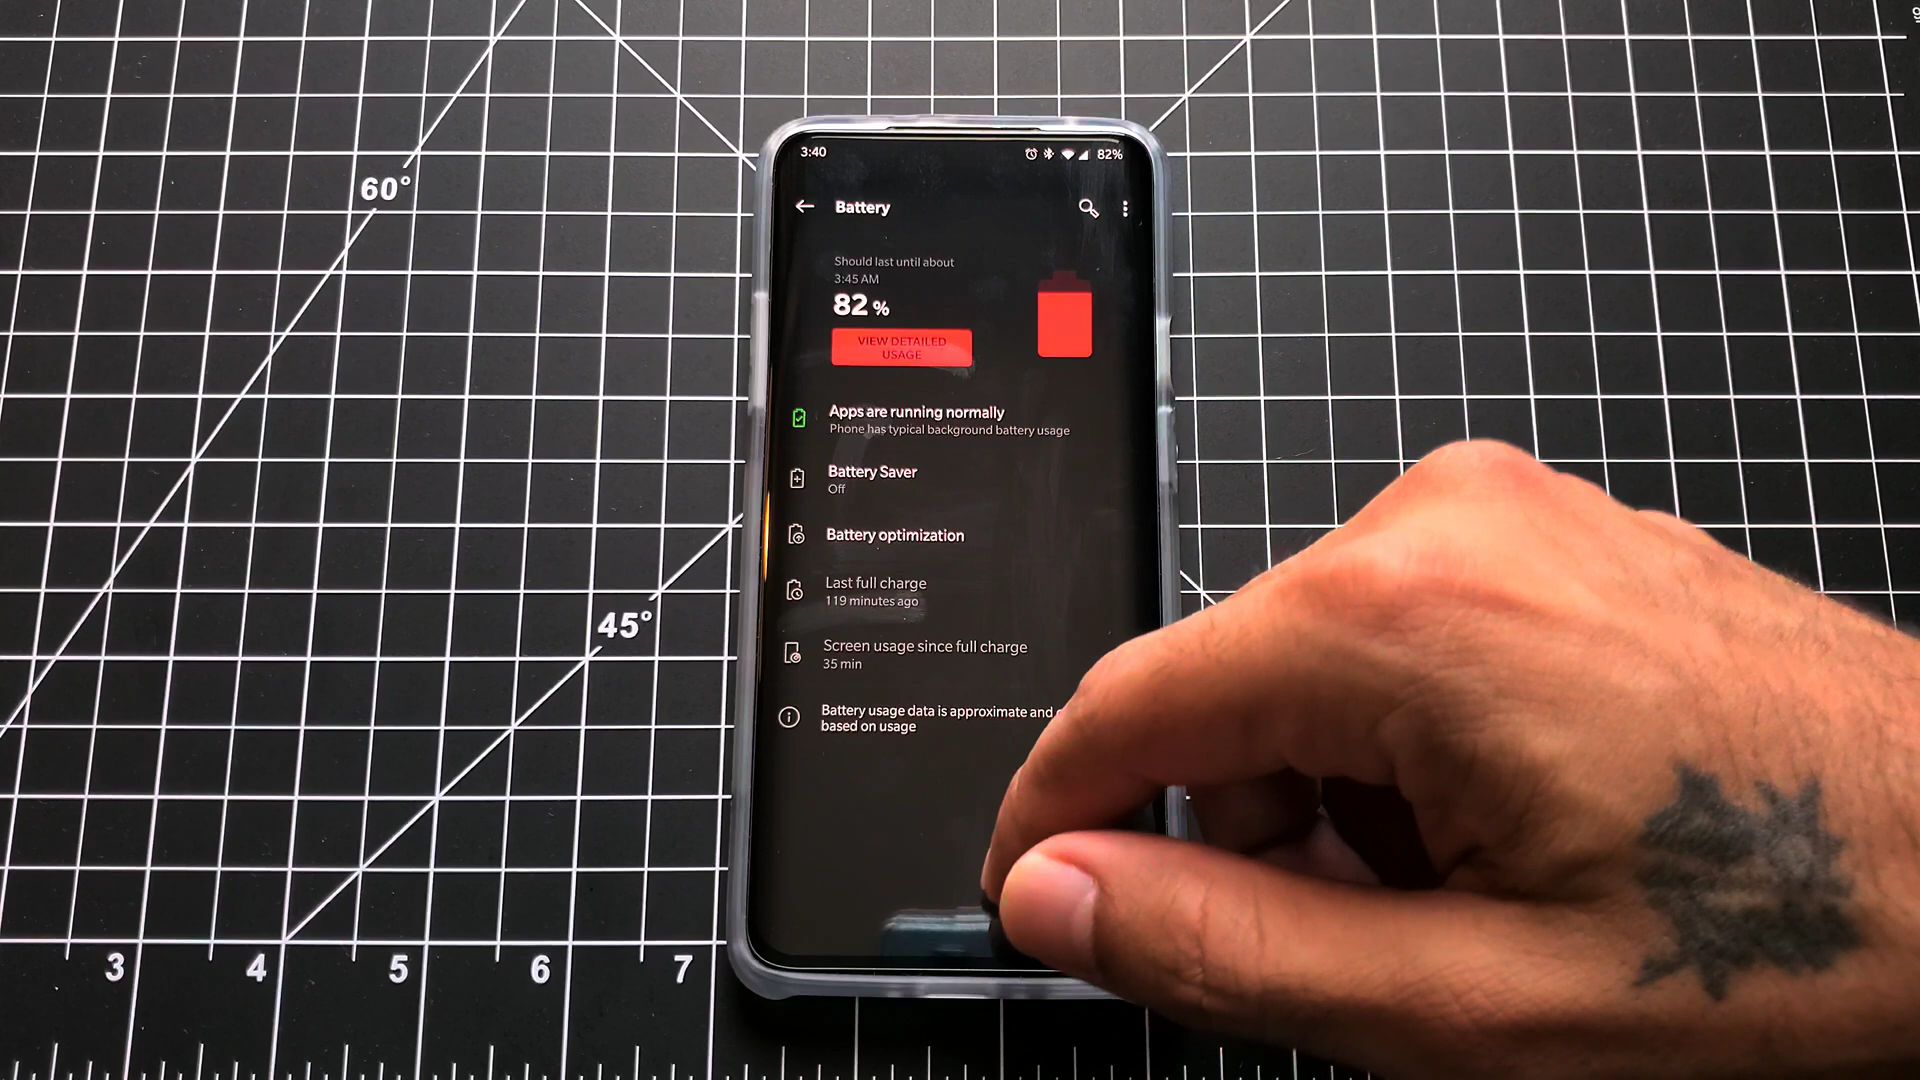 3:40
82%
Battery
Should last until about
3:45 AM
82 %
VIEW DETAILED
USAGE
Apps are running normally
Phone has typical background battery usage
Battery Saver
Off
Battery optimization
Last full charge
119 minutes ago
Screen usage since full charge
35 min
Battery usage data is approximate and
based on usage
60°
45°
3
4
5
6
7